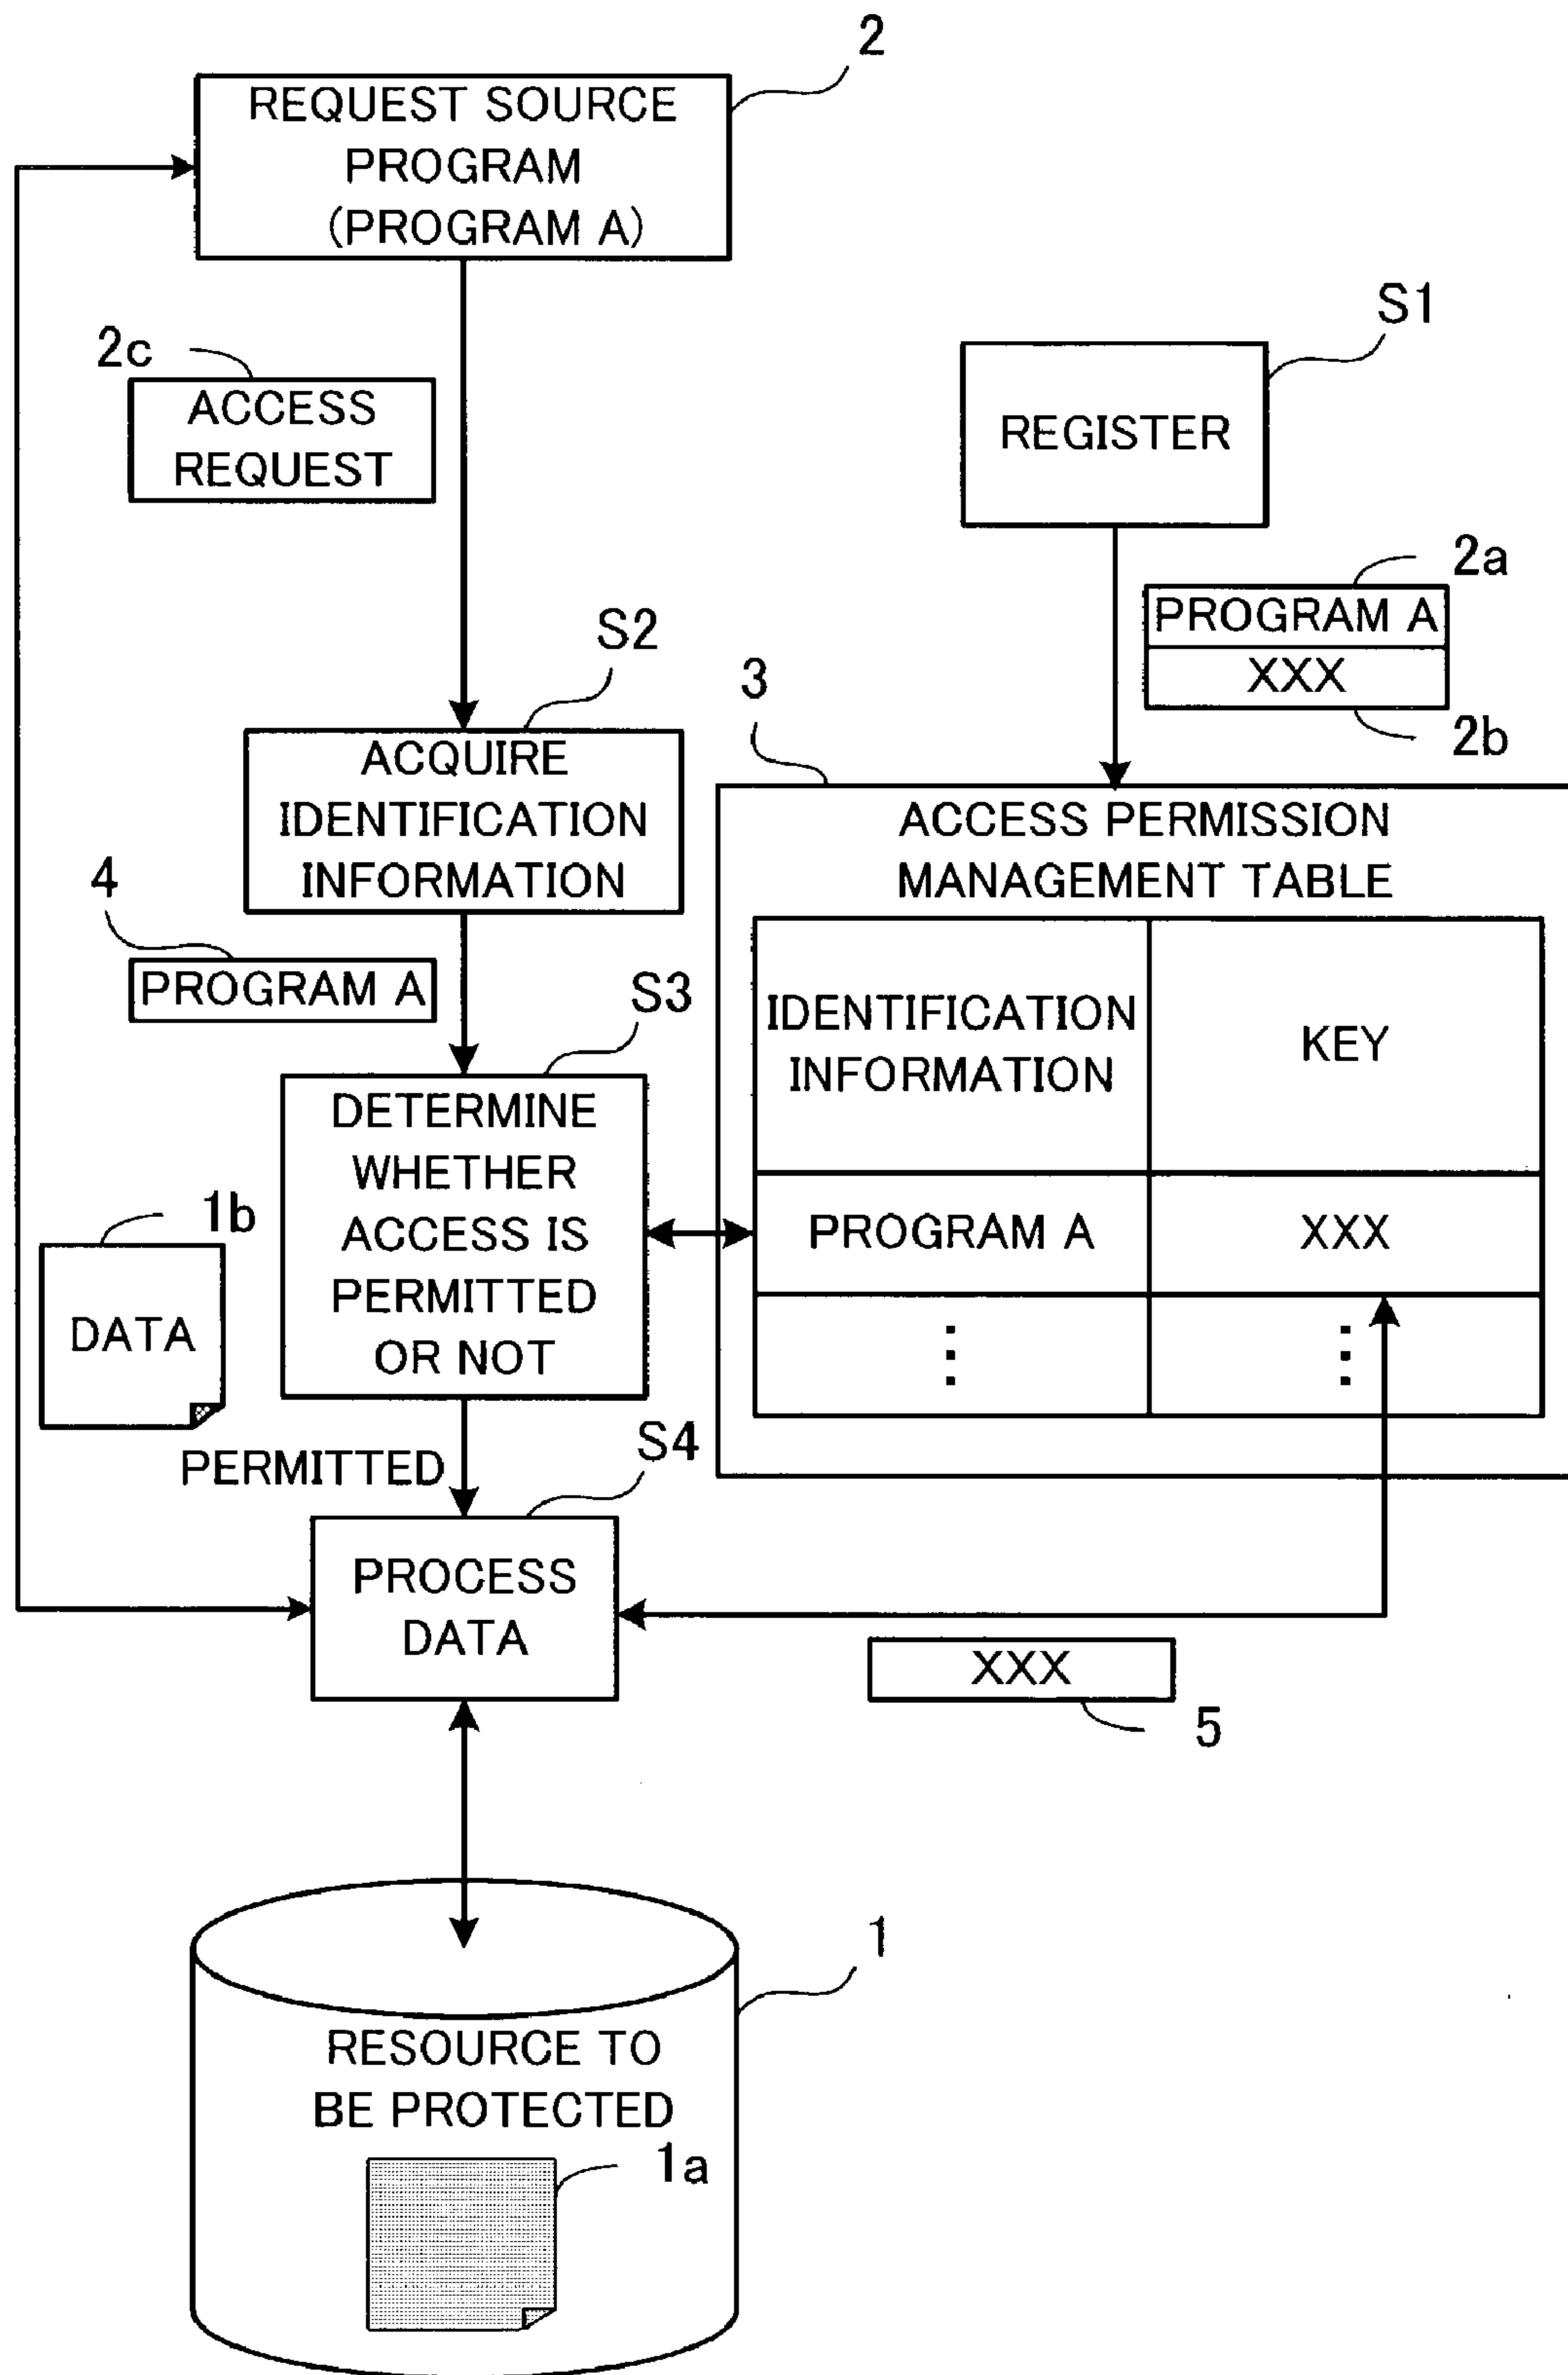 2
REQUEST SOURCE
PROGRAM
(PROGRAM A)
2c
ACCESS
REQUEST
S1
REGISTER
2a
PROGRAM A
XXX
2b
S2
ACQUIRE
IDENTIFICATION
INFORMATION
3
ACCESS PERMISSION
MANAGEMENT TABLE
IDENTIFICATION
INFORMATION
KEY
PROGRAM A
XXX
4
PROGRAM A
S3
DETERMINE
WHETHER
ACCESS IS
PERMITTED
OR NOT
1b
DATA
PERMITTED
S4
PROCESS
DATA
XXX
5
1
RESOURCE TO
BE PROTECTED
1a